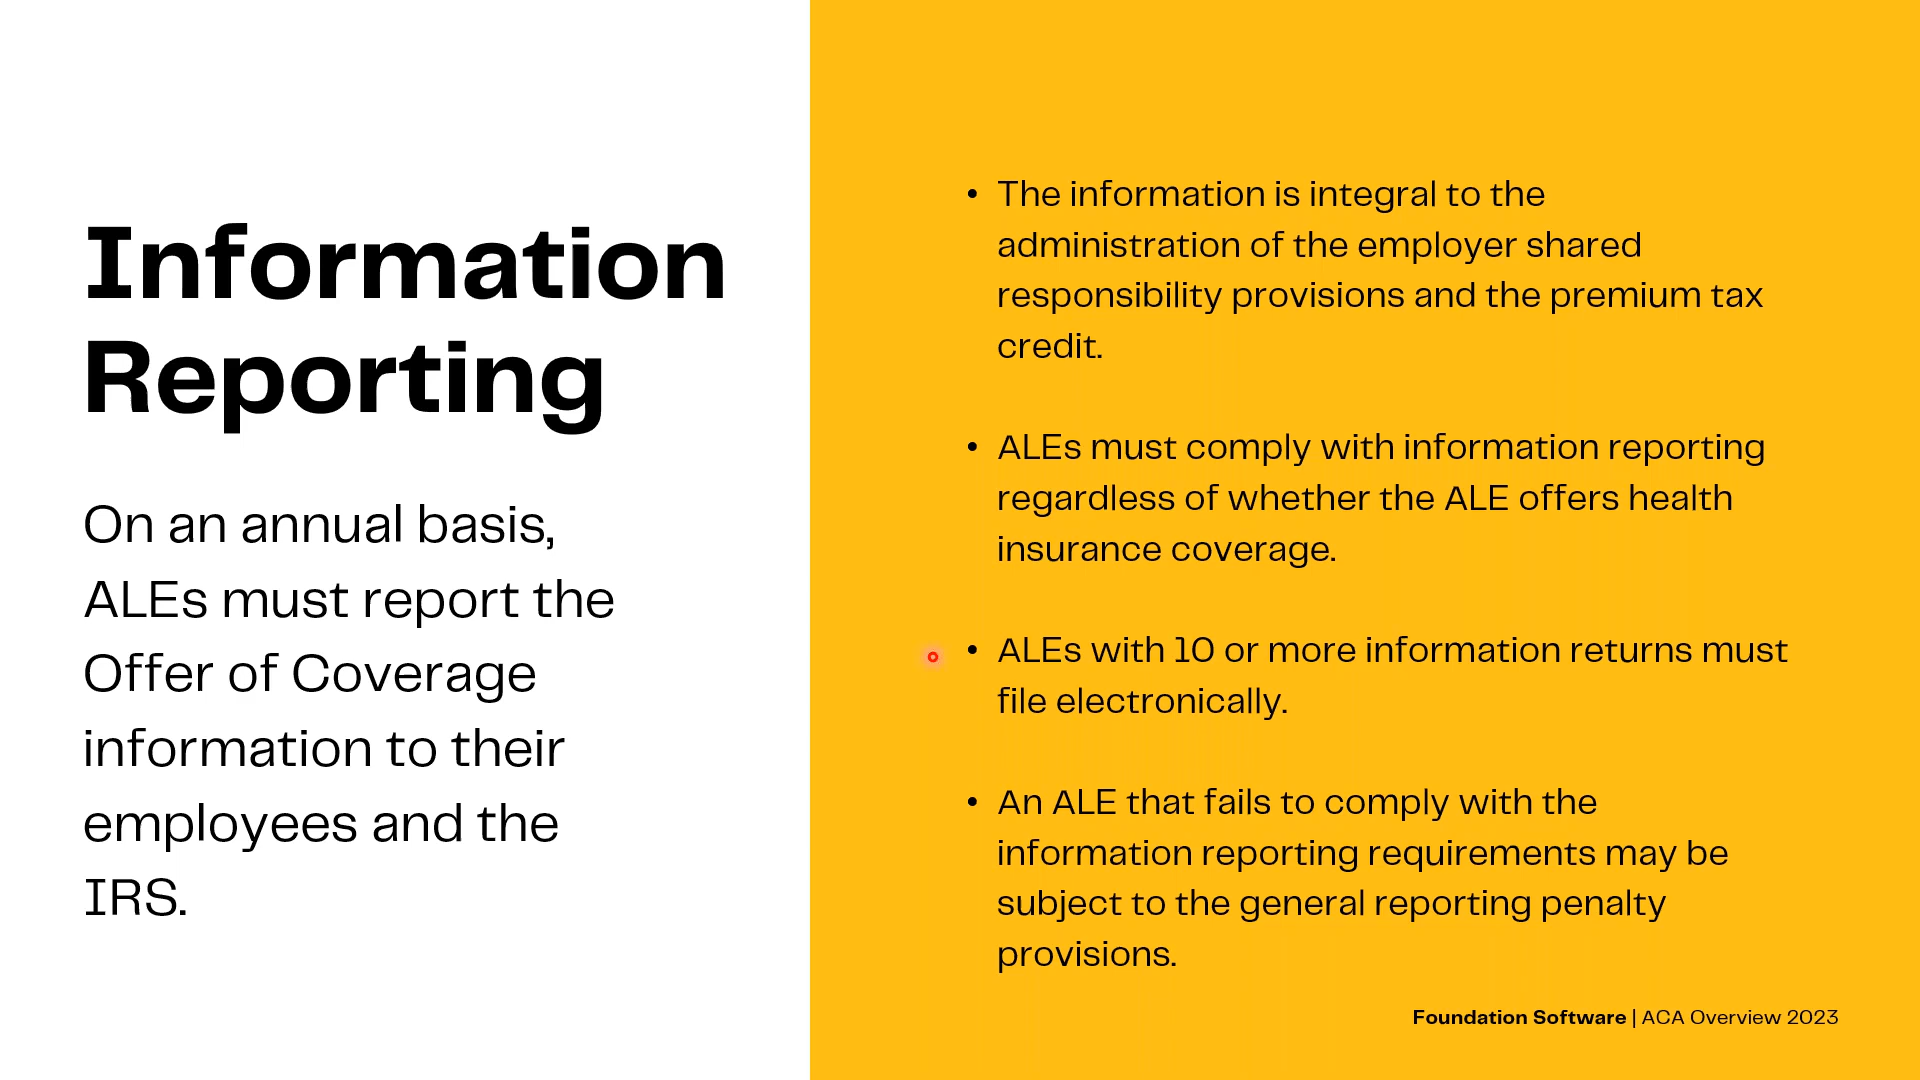 Information
Reporting
On an annual basis,
ALEs must report the
Offer of Coverage
information to their
employees and the
IRS.
• The information is integral to the
administration of the employer shared
responsibility provisions and the premium tax
credit.
• ALEs must comply with information reporting
regardless of whether the ALE offers health
insurance coverage.
• ALEs with 10 or more information returns must
file electronically.
• An ALE that fails to comply with the
information reporting requirements may be
subject to the general reporting penalty
provisions.
Foundation Software | ACA Overview 2023